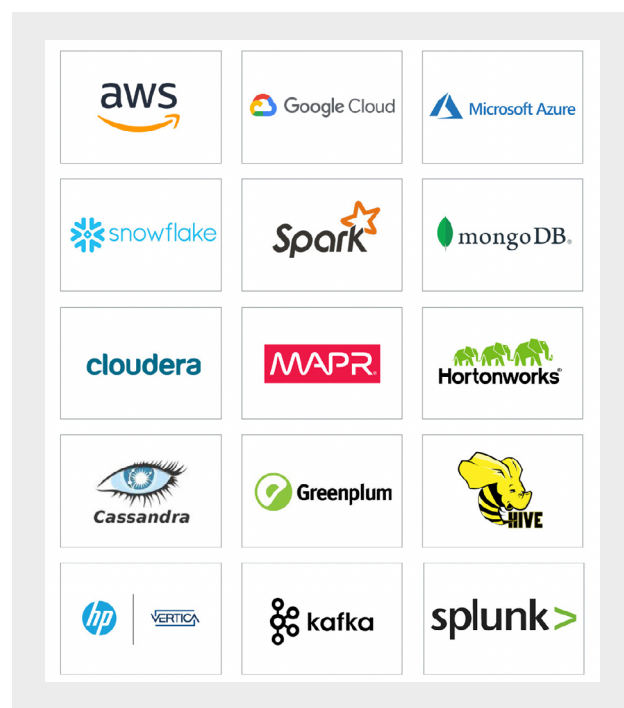 aws
Google Cloud
Microsoft Azure
snowflake
Spark
mongoDB®
cloudera
MAPR®
Hortonworks®
Cassandra
Greenplum
HIVE
hp
VERTICA
kafka
splunk>